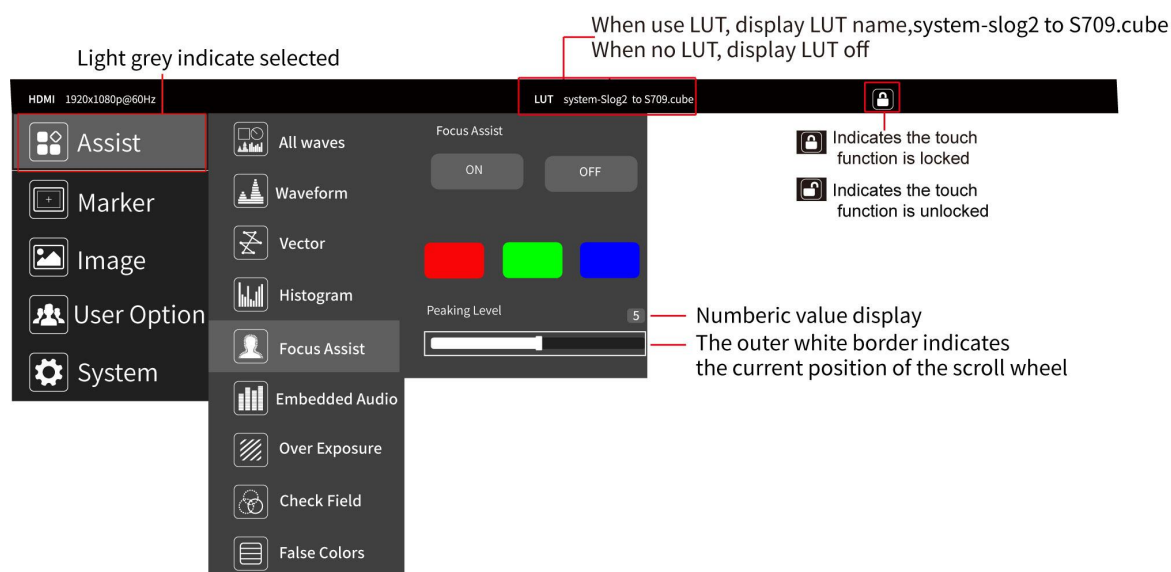 When use LUT, display LUT name,system-slog2 to S709.cube
When no LUT, display LUT off
Light grey indicate selected
HDMI 1920x1080p@60Hz
LUT system-Slog2 to S709.cube
Assist
Marker
Image
User Option
System
All waves
Waveform
Vector
Histogram
Focus Assist
Embedded Audio
Over Exposure
Check Field
False Colors
Focus Assist
ON
OFF
Peaking Level
5
Indicates the touch
function is locked
Indicates the touch
function is unlocked
Numberic value display
The outer white border indicates
the current position of the scroll wheel